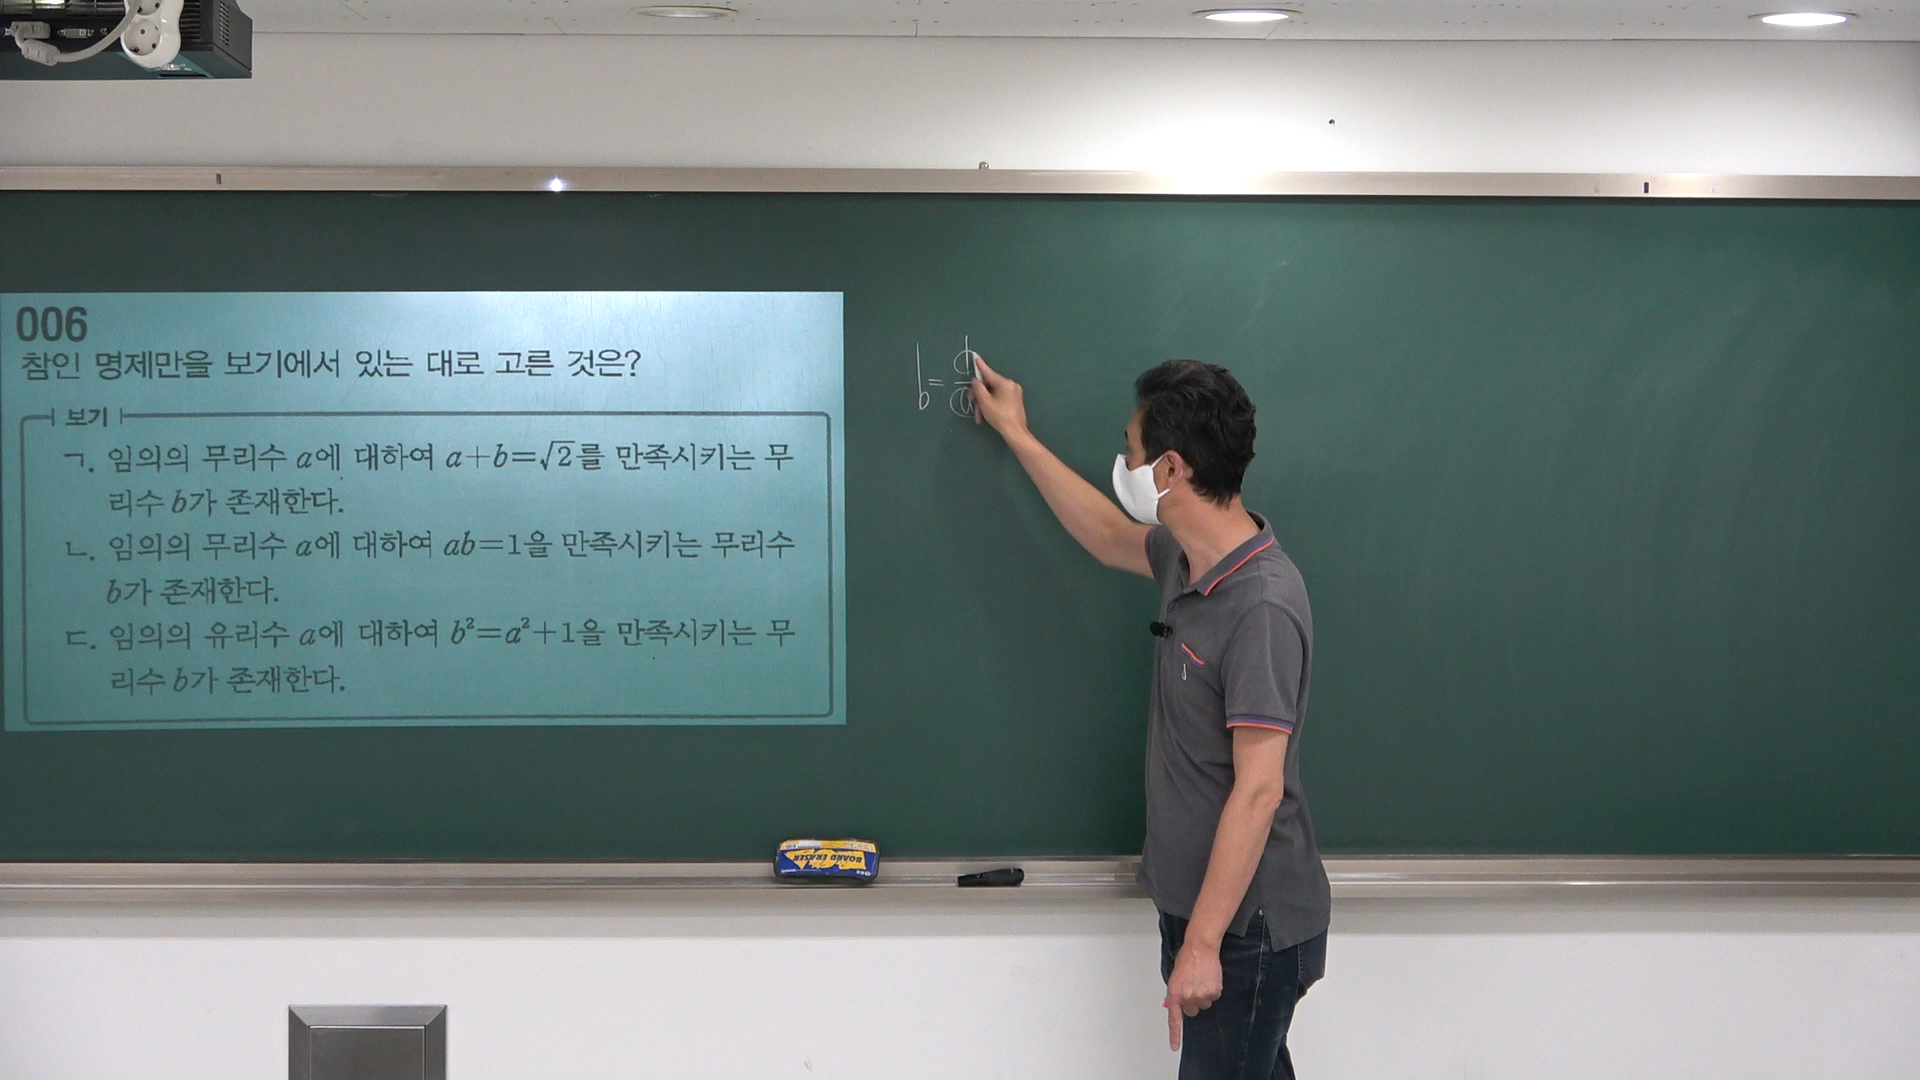 006
참인 명제만을 보기에서 있는 대로 고른 것은?
보기
ㄱ. 임의의 무리수 a에 대하여 a+b=√2를 만족시키는 무
리수 b가 존재한다.
ㄴ. 임의의 무리수 a에 대하여 ab=1을 만족시키는 무리수
b가 존재한다.
ㄷ. 임의의 유리수 a에 대하여 b²=a²+1을 만족시키는 무
리수 b가 존재한다.
b=
BOARD ERASER